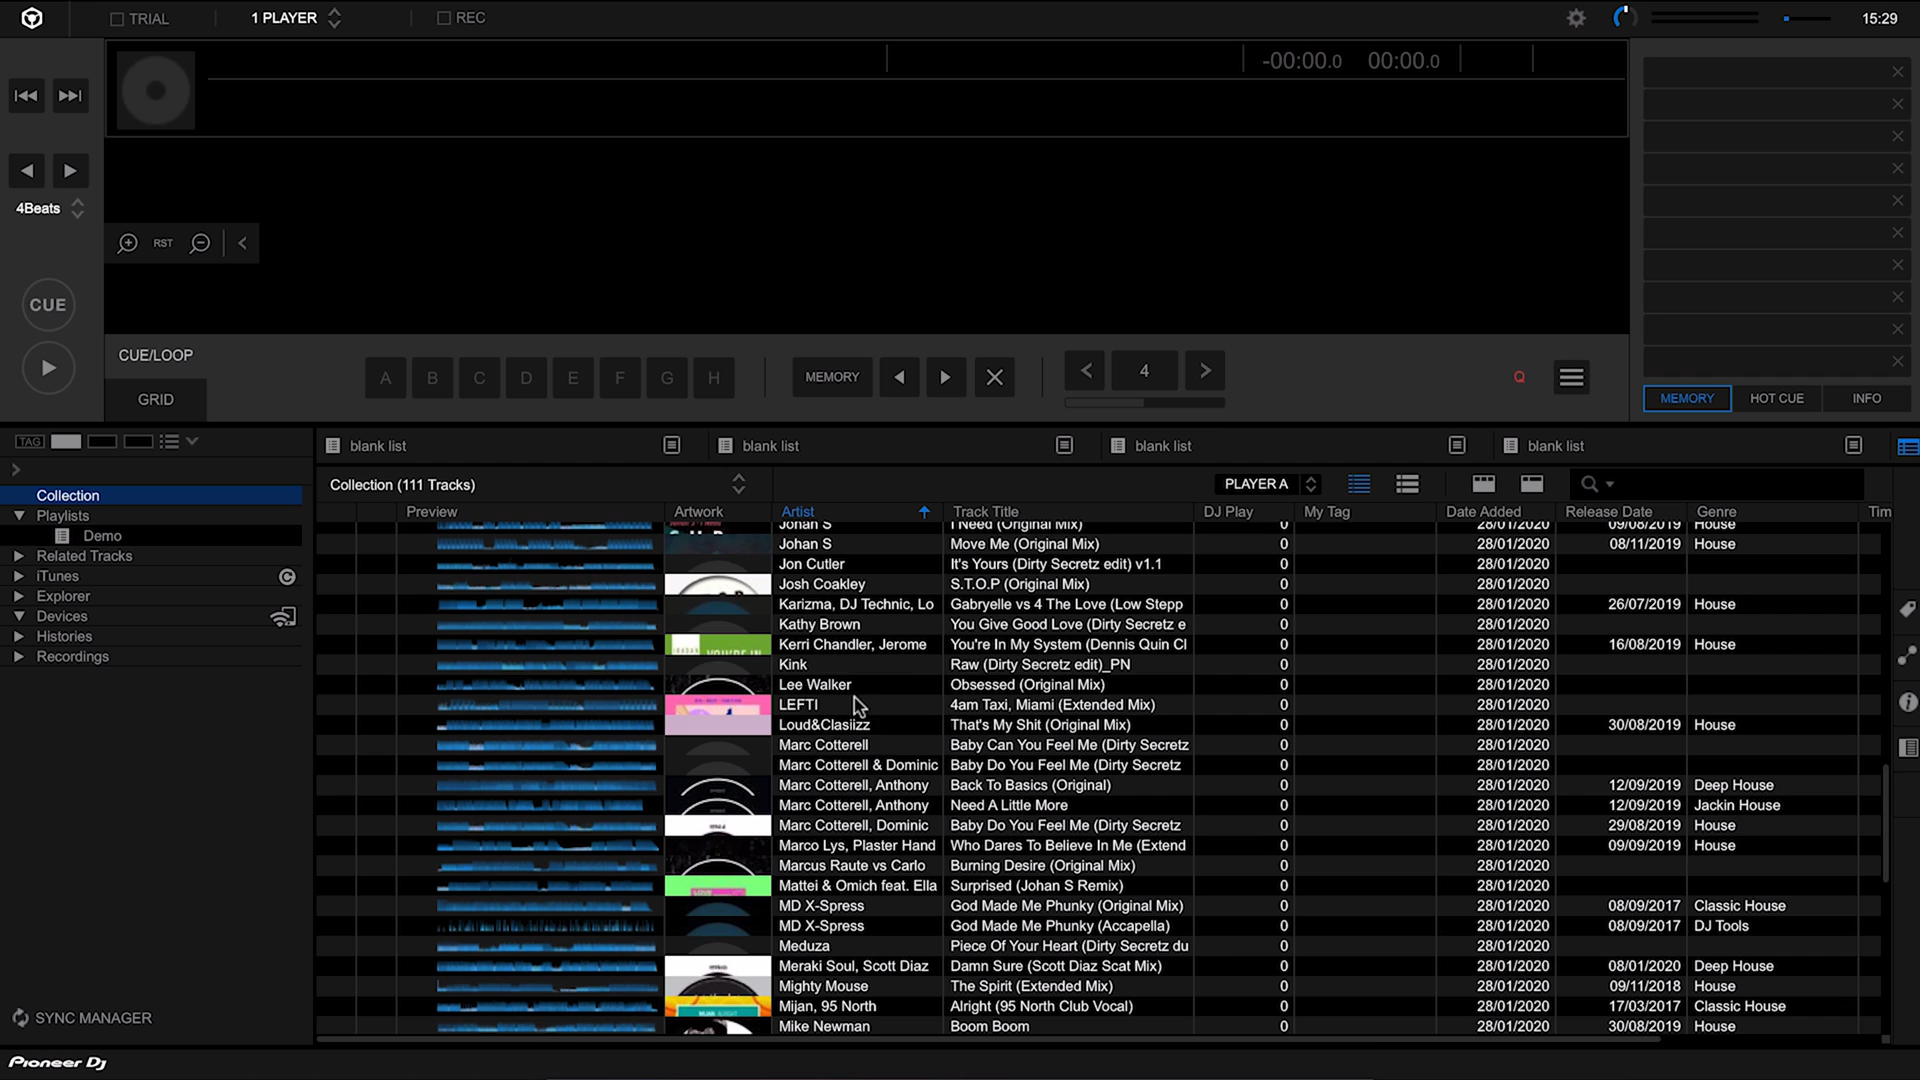 TRIAL 1 PLAYER REC 15:29
-00:00.0 00:00.0
4Beats
RST
CUE
CUE/LOOP
GRID
A B C D E F G H MEMORY 4 Q
MEMORY HOT CUE INFO
TAG
Collection
Playlists
Demo
Related Tracks
iTunes
Explorer
Devices
Histories
Recordings
SYNC MANAGER
blank list blank list blank list blank list
Collection (111 Tracks) PLAYER A
Preview Artwork Artist Track Title DJ Play My Tag Date Added Release Date Genre Tim
Johan S I Need (Original Mix) 0 28/01/2020 09/08/2019 House
Johan S Move Me (Original Mix) 0 28/01/2020 08/11/2019 House
Jon Cutler It's Yours (Dirty Secretz edit) v1.1 0 28/01/2020
Josh Coakley S.T.O.P (Original Mix) 0 28/01/2020
Karizma, DJ Technic, Lo Gabryelle vs 4 The Love (Low Stepp 0 28/01/2020 26/07/2019 House
Kathy Brown You Give Good Love (Dirty Secretz e 0 28/01/2020
Kerri Chandler, Jerome You're In My System (Dennis Quin Cl 0 28/01/2020 16/08/2019 House
Kink Raw (Dirty Secretz edit)_PN 0 28/01/2020
Lee Walker Obsessed (Original Mix) 0 28/01/2020
LEFTI 4am Taxi, Miami (Extended Mix) 0 28/01/2020
Loud&Clasiizz That's My Shit (Original Mix) 0 28/01/2020 30/08/2019 House
Marc Cotterell Baby Can You Feel Me (Dirty Secretz 0 28/01/2020
Marc Cotterell & Dominic Baby Do You Feel Me (Dirty Secretz 0 28/01/2020
Marc Cotterell, Anthony Back To Basics (Original) 0 28/01/2020 12/09/2019 Deep House
Marc Cotterell, Anthony Need A Little More 0 28/01/2020 12/09/2019 Jackin House
Marc Cotterell, Dominic Baby Do You Feel Me (Dirty Secretz 0 28/01/2020 29/08/2019 House
Marco Lys, Plaster Hand Who Dares To Believe In Me (Extend 0 28/01/2020 09/09/2019 House
Marcus Raute vs Carlo Burning Desire (Original Mix) 0 28/01/2020
Mattei & Omich feat. Ella Surprised (Johan S Remix) 0 28/01/2020
MD X-Spress God Made Me Phunky (Original Mix) 0 28/01/2020 08/09/2017 Classic House
MD X-Spress God Made Me Phunky (Accapella) 0 28/01/2020 08/09/2017 DJ Tools
Meduza Piece Of Your Heart (Dirty Secretz du 0 28/01/2020
Meraki Soul, Scott Diaz Damn Sure (Scott Diaz Scat Mix) 0 28/01/2020 08/01/2020 Deep House
Mighty Mouse The Spirit (Extended Mix) 0 28/01/2020 09/11/2018 House
Mijan, 95 North Alright (95 North Club Vocal) 0 28/01/2020 17/03/2017 Classic House
Mike Newman Boom Boom 0 28/01/2020 30/08/2019 House
Pioneer Dj